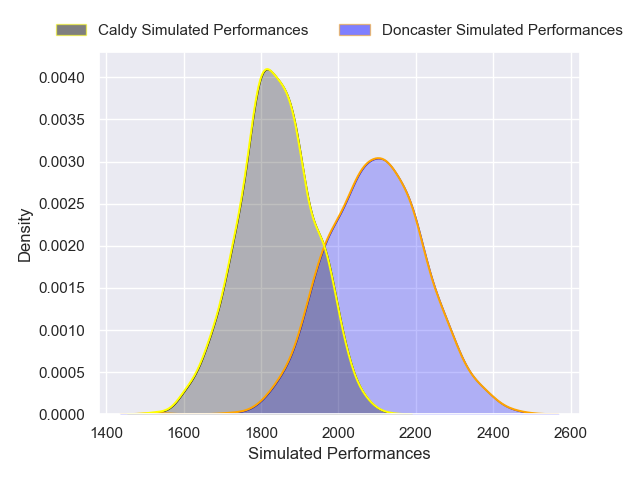 Caldy Simulated Performances
Doncaster Simulated Performances
0.0040
0.0035
0.0030
0.0025
0.0020
0.0015
0.0010
0.0005
0.0000
Density
1400 1600 1800 2000 2200 2400 2600
Simulated Performances